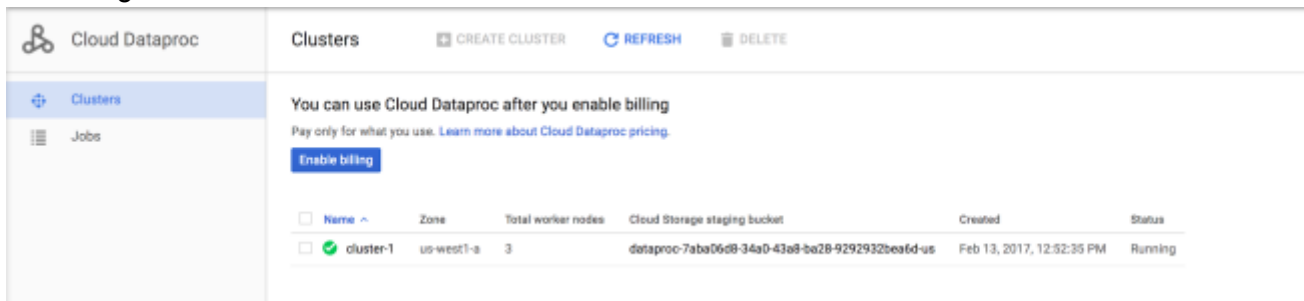 Cloud Dataproc
Clusters
CREATE CLUSTER
REFRESH
DELETE
Clusters
Jobs
You can use Cloud Dataproc after you enable billing
Pay only for what you use. Learn more about Cloud Dataproc pricing.
Enable billing
Name Zone Total worker nodes Cloud Storage staging bucket Created Status
cluster-1 us-west1-a 3 dataproc-7aba06d8-34a0-43a8-ba28-9292932bea6d-us Feb 13, 2017, 12:52:35 PM Running